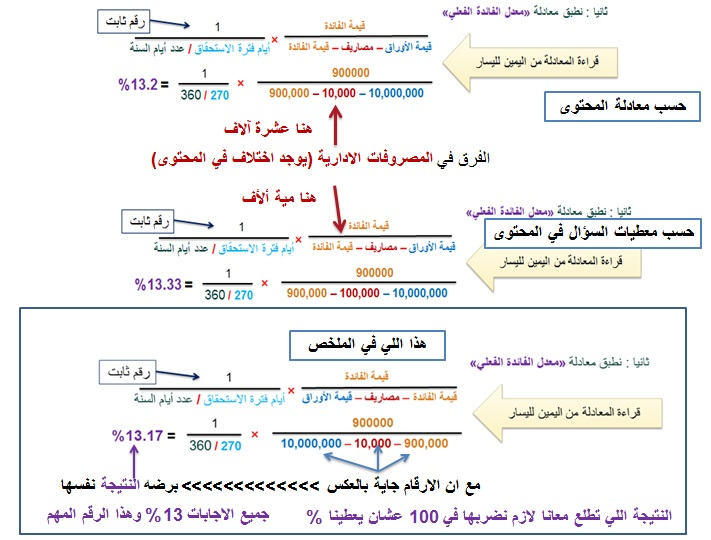 ثانيا : نطبق معادلة «معدل الفائدة الفعلي»
رقم ثابت
قيمة الفائدة × 1
قيمة الأوراق – مصاريف – قيمة الفائدة أيام فترة الاستحقاق / عدد أيام السنة
قراءة المعادلة من اليمين لليسار
900000 × 1 = %13.2
900,000 – 10,000 – 10,000,000 360 / 270
حسب معادلة المحتوى
هنا عشرة آلاف
الفرق في المصروفات الادارية (يوجد اختلاف في المحتوى)
هنا مية ألأف
ثانيا : نطبق معادلة «معدل الفائدة الفعلي»
رقم ثابت
حسب معطيات السؤال في المحتوى
قيمة الفائدة × 1
قيمة الأوراق – مصاريف – قيمة الفائدة أيام فترة الاستحقاق / عدد أيام السنة
قراءة المعادلة من اليمين لليسار
900000 × 1 = %13.33
900,000 – 100,000 – 10,000,000 360 / 270
هذا اللي في الملخص
ثانيا : نطبق معادلة «معدل الفائدة الفعلي»
رقم ثابت
قيمة الفائدة × 1
قيمة الفائدة – مصاريف – قيمة الأوراق أيام فترة الاستحقاق / عدد أيام السنة
قراءة المعادلة من اليمين لليسار
900000 × 1 = %13.17
10,000,000 – 10,000 – 900,000 360 / 270
مع ان الارقام جاية بالعكس >>>>>>>>>>>>> برضه النتيجة نفسها
النتيجة اللي تطلع معانا لازم نضربها في 100 عشان يعطينا % جميع الاجابات 13% وهذا الرقم المهم